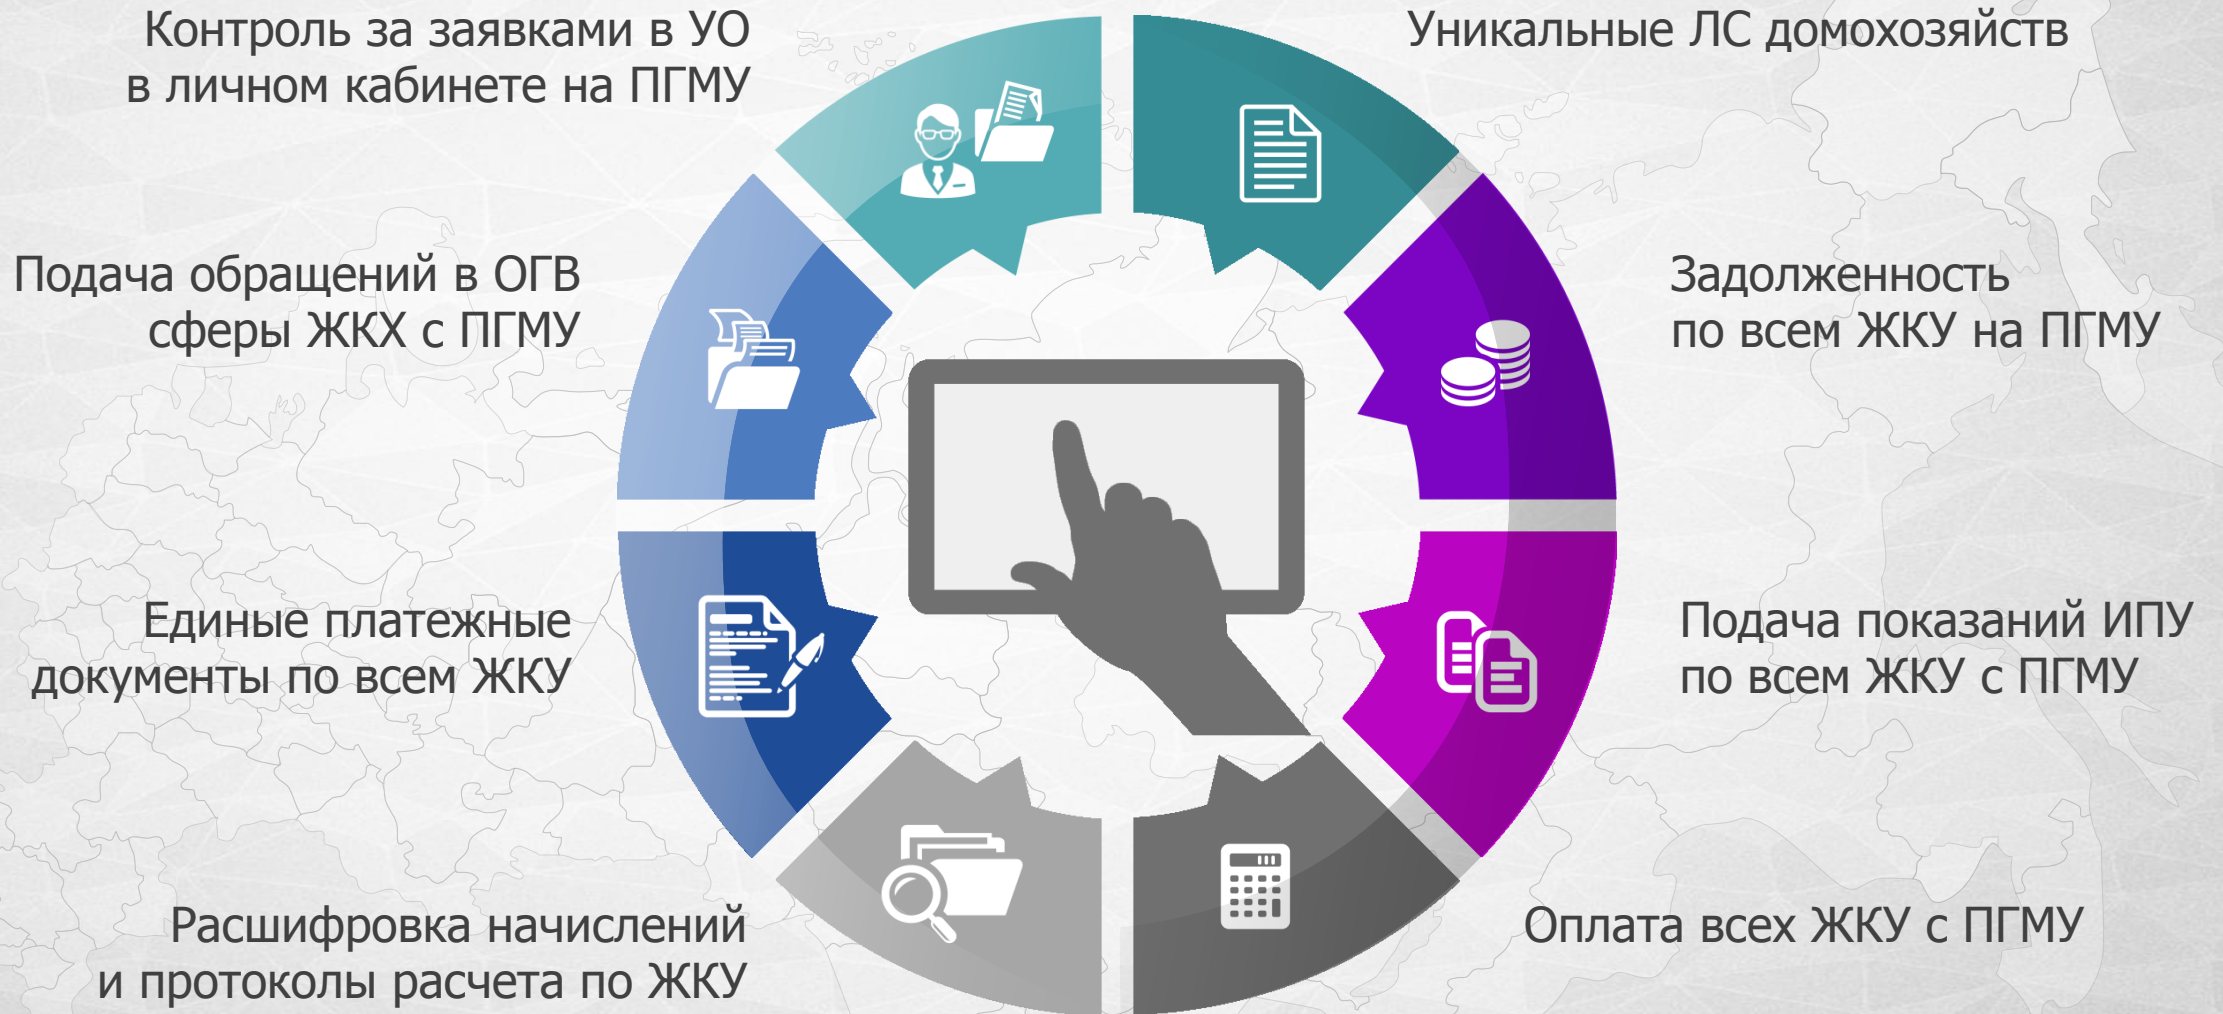 Контроль за заявками в УО
в личном кабинете на ПГМУ
Уникальные ЛС домохозяйств
Подача обращений в ОГВ
сферы ЖКХ с ПГМУ
Задолженность
по всем ЖКУ на ПГМУ
Единые платежные
документы по всем ЖКУ
Подача показаний ИПУ
по всем ЖКУ с ПГМУ
Расшифровка начислений
и протоколы расчета по ЖКУ
Оплата всех ЖКУ с ПГМУ